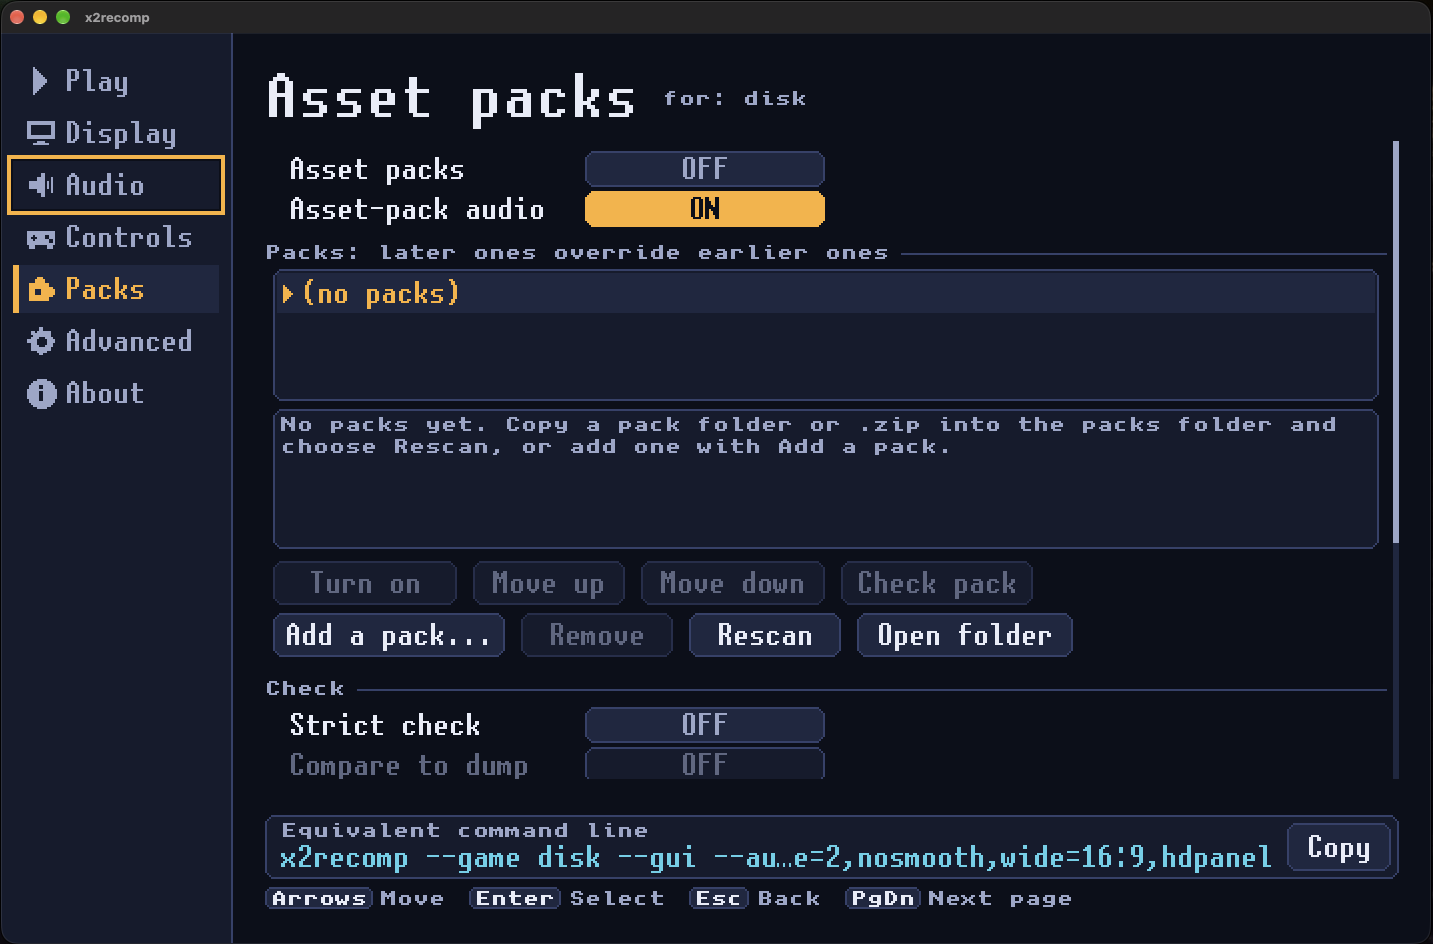 x2recomp
Play
Display
Audio
Controls
Packs
Advanced
About
Asset packs for: disk
Asset packs OFF
Asset-pack audio ON
Packs: later ones override earlier ones
(no packs)
No packs yet. Copy a pack folder or .zip into the packs folder and
choose Rescan, or add one with Add a pack.
Turn on Move up Move down Check pack
Add a pack... Remove Rescan Open folder
Check
Strict check OFF
Compare to dump OFF
Equivalent command line
x2recomp --game disk --gui --au…e=2,nosmooth,wide=16:9,hdpanel
Copy
Arrows Move Enter Select Esc Back PgDn Next page